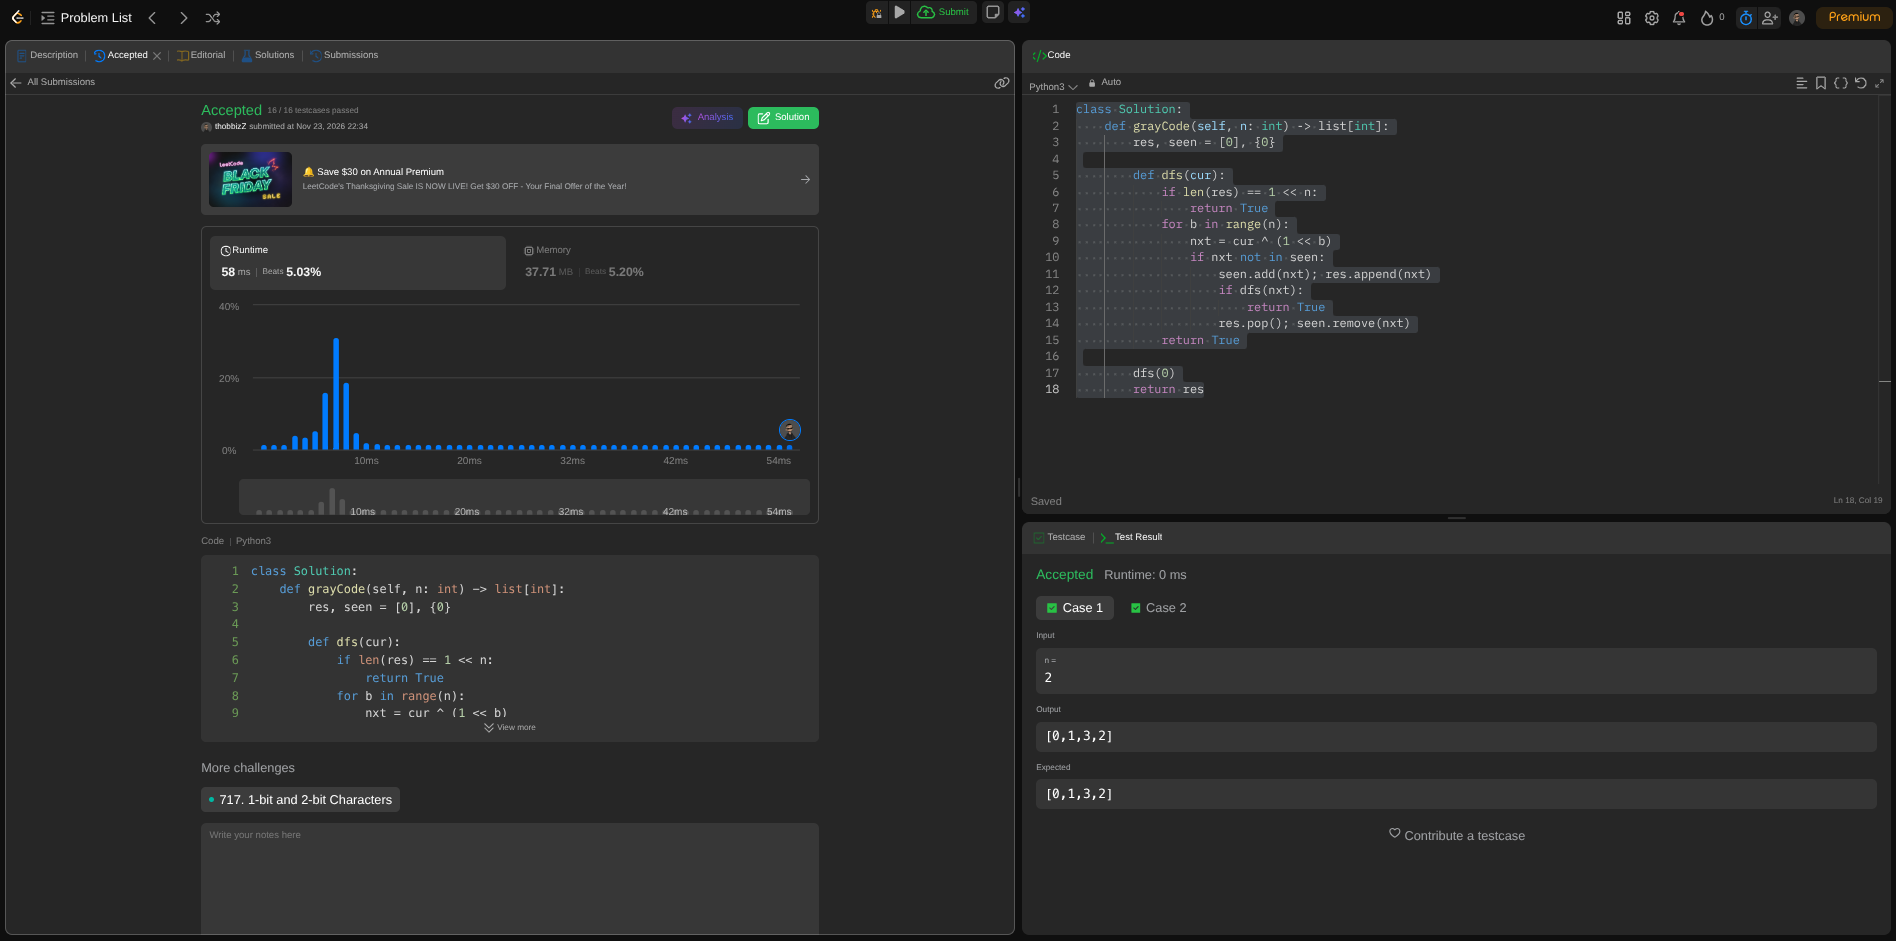 Problem List
Submit
0
Premium
Description
Accepted
Editorial
Solutions
Submissions
All Submissions
Accepted 16 / 16 testcases passed
thobbizZ submitted at Nov 23, 2026 22:34
Analysis
Solution
LeetCode
BLACK
FRIDAY
SALE
🔔 Save $30 on Annual Premium
LeetCode's Thanksgiving Sale IS NOW LIVE! Get $30 OFF - Your Final Offer of the Year!
Runtime
58 ms | Beats 5.03%
Memory
37.71 MB | Beats 5.20%
40%
20%
0%
10ms 20ms 32ms 42ms 54ms
10ms 20ms 32ms 42ms 54ms
Code | Python3
1 class Solution:
2 def grayCode(self, n: int) -> list[int]:
3 res, seen = [0], {0}
4
5 def dfs(cur):
6 if len(res) == 1 << n:
7 return True
8 for b in range(n):
9 nxt = cur ^ (1 << b)
View more
More challenges
717. 1-bit and 2-bit Characters
Write your notes here
Code
Python3
Auto
1 class Solution:
2 def grayCode(self, n: int) -> list[int]:
3 res, seen = [0], {0}
4
5 def dfs(cur):
6 if len(res) == 1 << n:
7 return True
8 for b in range(n):
9 nxt = cur ^ (1 << b)
10 if nxt not in seen:
11 seen.add(nxt); res.append(nxt)
12 if dfs(nxt):
13 return True
14 res.pop(); seen.remove(nxt)
15 return True
16
17 dfs(0)
18 return res
Saved
Ln 18, Col 19
Testcase
Test Result
Accepted Runtime: 0 ms
Case 1
Case 2
Input
n =
2
Output
[0,1,3,2]
Expected
[0,1,3,2]
Contribute a testcase